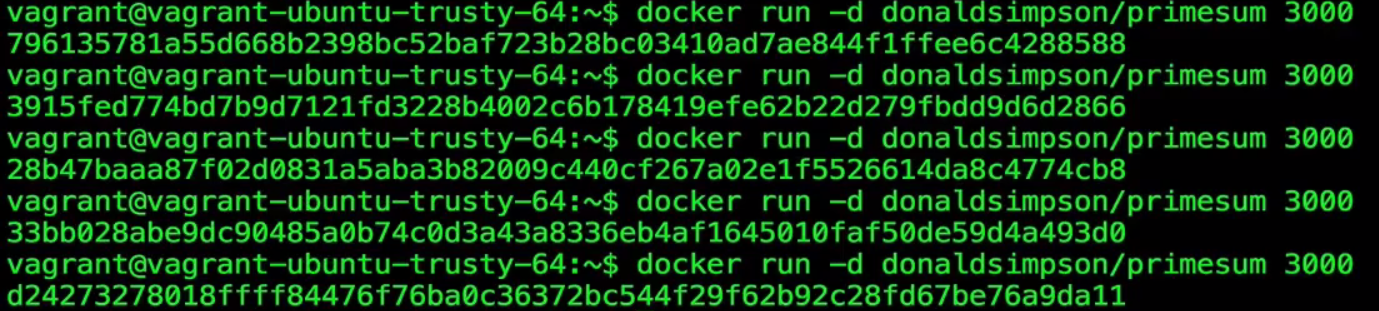 vagrant@vagrant-ubuntu-trusty-64:~$ docker run -d donaldsimpson/primesum 3000
796135781a55d668b2398bc52baf723b28bc03410ad7ae844f1ffee6c4288588
vagrant@vagrant-ubuntu-trusty-64:~$ docker run -d donaldsimpson/primesum 3000
3915fed774bd7b9d7121fd3228b4002c6b178419efe62b22d279fbdd9d6d2866
vagrant@vagrant-ubuntu-trusty-64:~$ docker run -d donaldsimpson/primesum 3000
28b47baaa87f02d0831a5aba3b82009c440cf267a02e1f5526614da8c4774cb8
vagrant@vagrant-ubuntu-trusty-64:~$ docker run -d donaldsimpson/primesum 3000
33bb028abe9dc90485a0b74c0d3a43a8336eb4af1645010faf50de59d4a493d0
vagrant@vagrant-ubuntu-trusty-64:~$ docker run -d donaldsimpson/primesum 3000
d24273278018ffff84476f76ba0c36372bc544f29f62b92c28fd67be76a9da11